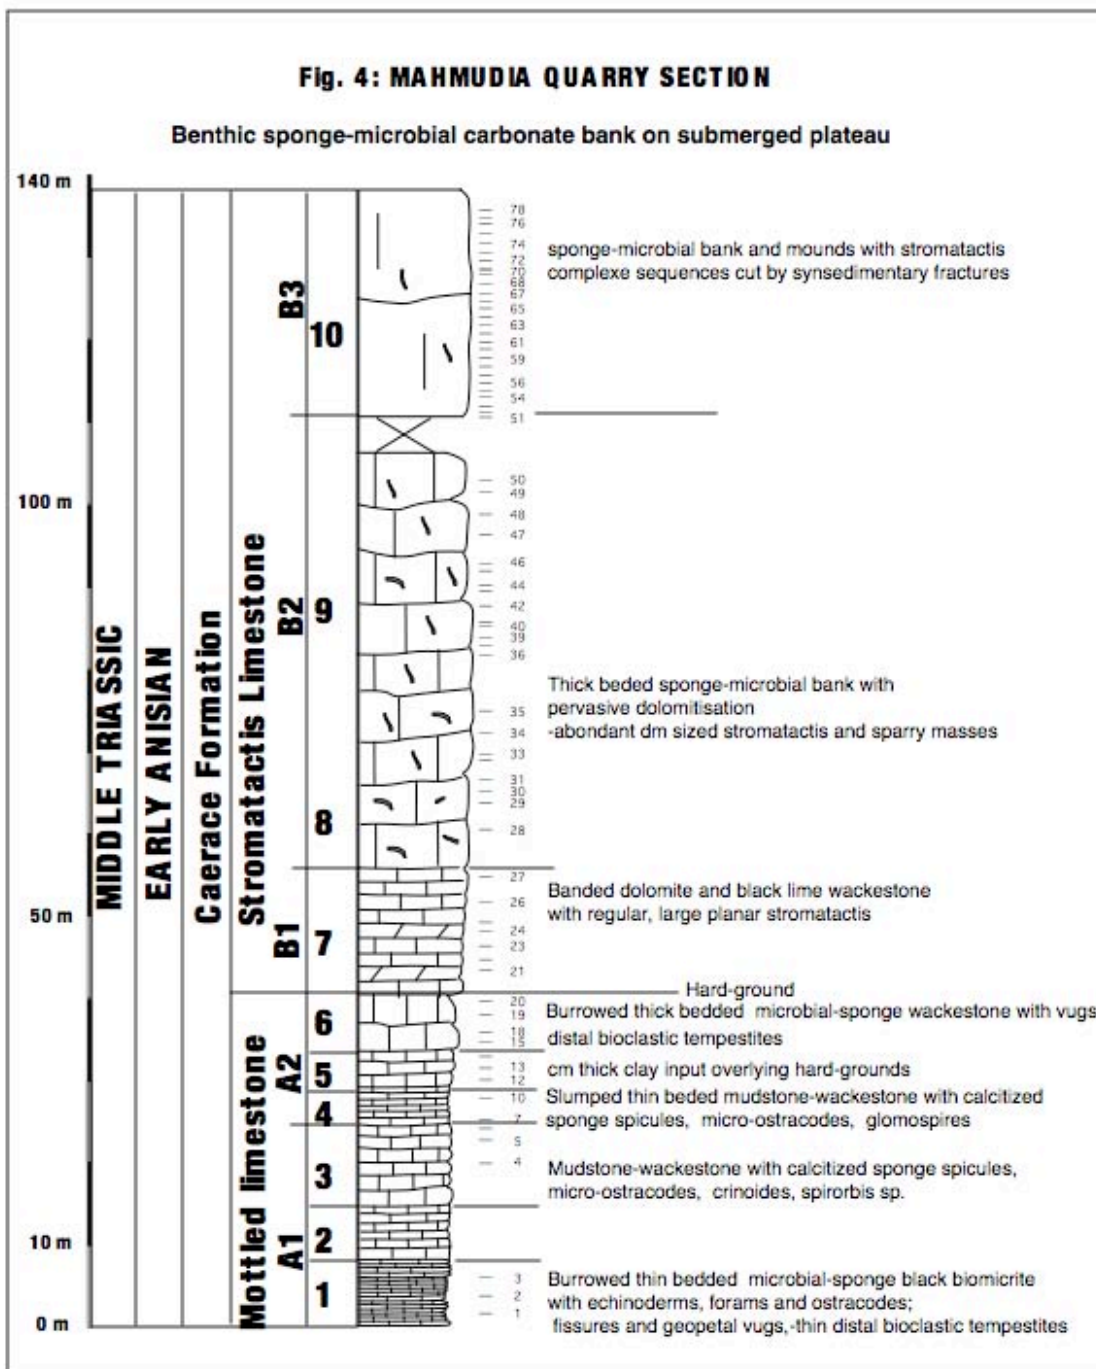 Fig. 4: MAHMUDIA QUARRY SECTION
Benthic sponge-microbial carbonate bank on submerged plateau
140 m
100 m
50 m
10 m
0 m
MIDDLE TRIASSIC
EARLY ANISIAN
Caerace Formation
Stromatactis Limestone
Mottled limestone
B3
B2
B1
A2
A1
10
9
8
7
6
5
4
3
2
1
78
76
74
72
70
68
67
65
63
61
59
56
54
51
50
49
48
47
46
44
42
40
39
36
35
34
33
31
30
29
28
27
26
24
23
21
20
19
18
15
13
12
10
7
5
4
3
2
1
sponge-microbial bank and mounds with stromatactis
complexe sequences cut by synsedimentary fractures
Thick beded sponge-microbial bank with
pervasive dolomitisation
-abondant dm sized stromatactis and sparry masses
Banded dolomite and black lime wackestone
with regular, large planar stromatactis
Hard-ground
Burrowed thick bedded microbial-sponge wackestone with vugs
distal bioclastic tempestites
cm thick clay input overlying hard-grounds
Slumped thin beded mudstone-wackestone with calcitized
sponge spicules, micro-ostracodes, glomospires
Mudstone-wackestone with calcitized sponge spicules,
micro-ostracodes, crinoides, spirorbis sp.
Burrowed thin bedded microbial-sponge black biomicrite
with echinoderms, forams and ostracodes;
fissures and geopetal vugs,-thin distal bioclastic tempestites